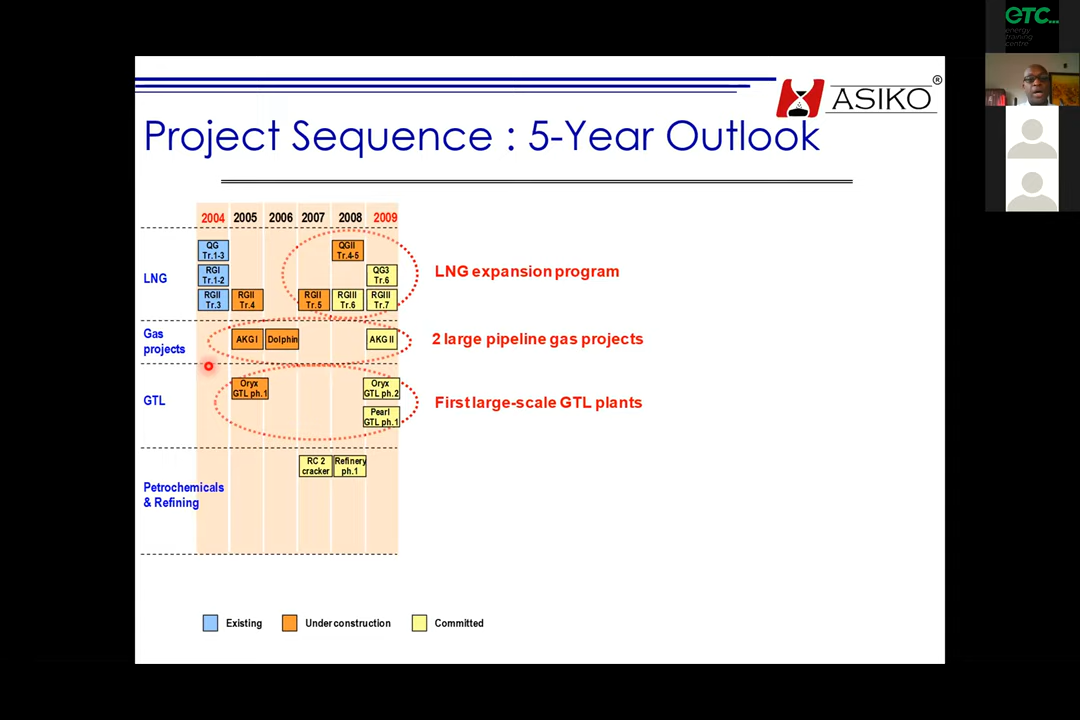 eTC...
energy
training
centre
ASIKO ®
Project Sequence : 5-Year Outlook
2004 2005 2006 2007 2008 2009
LNG
QG
Tr.1-3
QGII
Tr.4-5
RGI
Tr.1-2
QG3
Tr.6
RGII
Tr.3
RGII
Tr.4
RGII
Tr.5
RGIII
Tr.6
RGIII
Tr.7
LNG expansion program
Gas
projects
AKG I
Dolphin
AKG II
2 large pipeline gas projects
GTL
Oryx
GTL ph.1
Oryx
GTL ph.2
Pearl
GTL ph.1
First large-scale GTL plants
Petrochemicals
& Refining
RC 2
cracker
Refinery
ph.1
Existing
Under construction
Committed